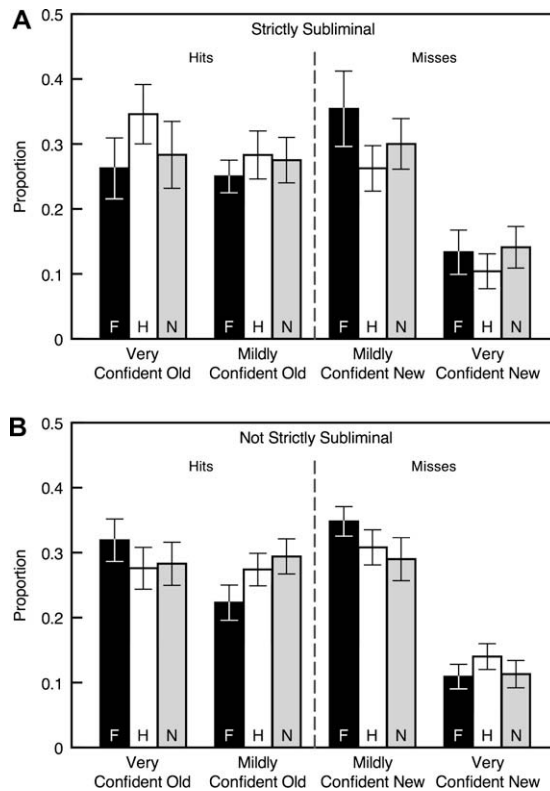 A
0.5
Strictly Subliminal
Hits
Misses
0.4
0.3
0.2
0.1
0
Proportion
F H N F H N F H N F H N
Very Mildly Mildly Very
Confident Old Confident Old Confident New Confident New
B
0.5
Not Strictly Subliminal
Hits
Misses
0.4
0.3
0.2
0.1
0
Proportion
F H N F H N F H N F H N
Very Mildly Mildly Very
Confident Old Confident Old Confident New Confident New